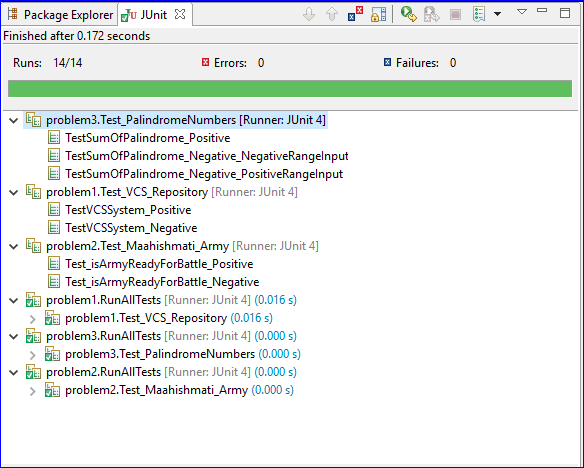 Package Explorer JUnit
Finished after 0.172 seconds
Runs: 14/14 Errors: 0 Failures: 0
problem3.Test_PalindromeNumbers [Runner: JUnit 4]
TestSumOfPalindrome_Positive
TestSumOfPalindrome_Negative_NegativeRangeInput
TestSumOfPalindrome_Negative_PositiveRangeInput
problem1.Test_VCS_Repository [Runner: JUnit 4]
TestVCSSystem_Positive
TestVCSSystem_Negative
problem2.Test_Maahishmati_Army [Runner: JUnit 4]
Test_isArmyReadyForBattle_Positive
Test_isArmyReadyForBattle_Negative
problem1.RunAllTests [Runner: JUnit 4] (0.016 s)
problem1.Test_VCS_Repository (0.016 s)
problem3.RunAllTests [Runner: JUnit 4] (0.000 s)
problem3.Test_PalindromeNumbers (0.000 s)
problem2.RunAllTests [Runner: JUnit 4] (0.000 s)
problem2.Test_Maahishmati_Army (0.000 s)